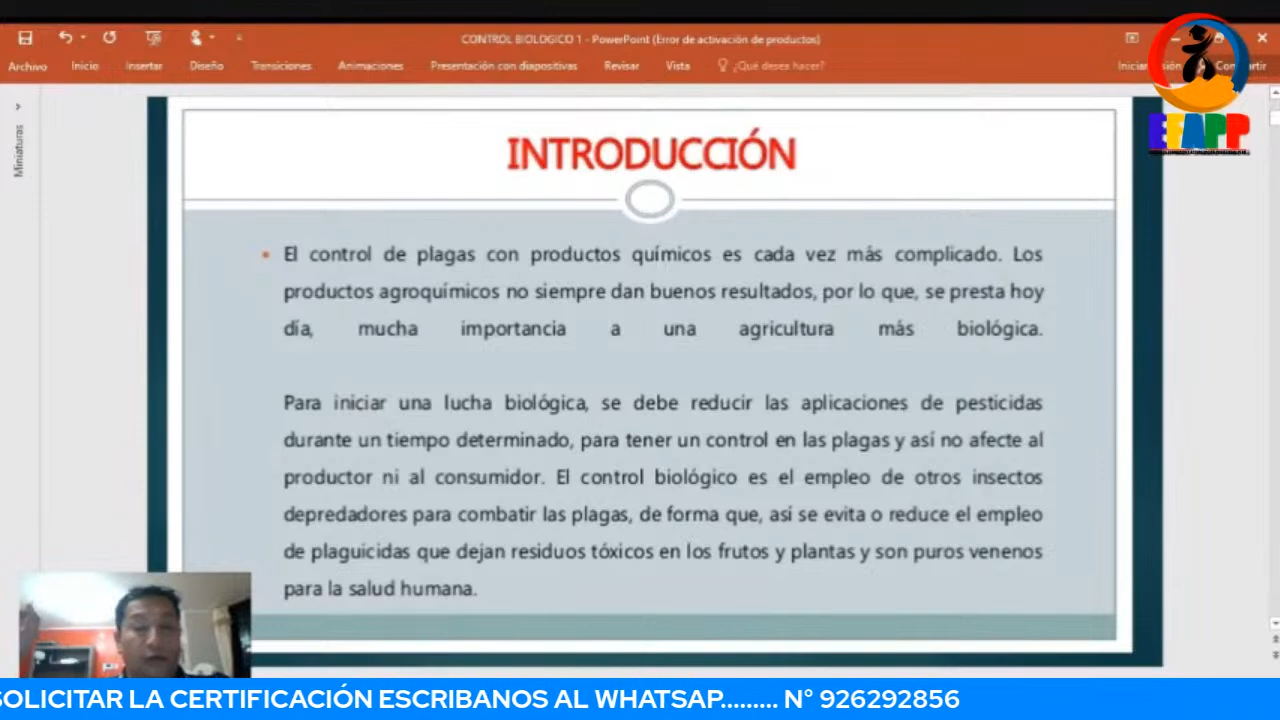 CONTROL BIOLOGICO 1 - PowerPoint (Error de activación de productos)
Archivo Inicio Insertar Diseño Transiciones Animaciones Presentación con diapositivas Revisar Vista ¿Qué desea hacer?
EFAPP
Miniaturas
INTRODUCCIÓN
• El control de plagas con productos químicos es cada vez más complicado. Los
productos agroquímicos no siempre dan buenos resultados, por lo que, se presta hoy
día, mucha importancia a una agricultura más biológica.
Para iniciar una lucha biológica, se debe reducir las aplicaciones de pesticidas
durante un tiempo determinado, para tener un control en las plagas y así no afecte al
productor ni al consumidor. El control biológico es el empleo de otros insectos
depredadores para combatir las plagas, de forma que, así se evita o reduce el empleo
de plaguicidas que dejan residuos tóxicos en los frutos y plantas y son puros venenos
para la salud humana.
SOLICITAR LA CERTIFICACIÓN ESCRIBANOS AL WHATSAP......... N° 926292856